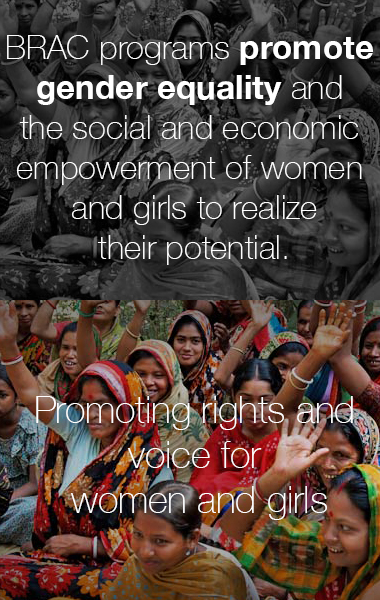 BRAC programs promote
gender equality and
the social and economic
empowerment of women
and girls to realize
their potential.
Promoting rights and
voice for
women and girls